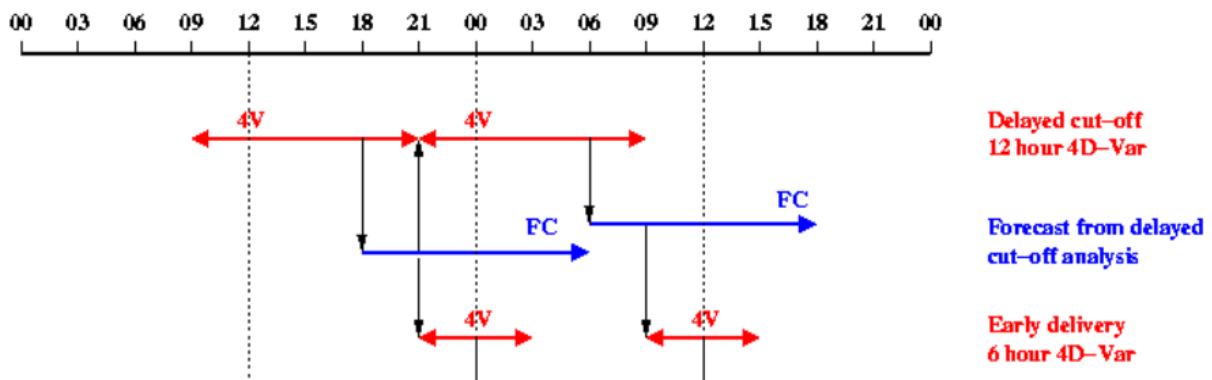 00 03 06 09 12 15 18 21 00 03 06 09 12 15 18 21 00
4V 4V
Delayed cut–off
12 hour 4D–Var
FC
FC
Forecast from delayed
cut–off analysis
4V 4V
Early delivery
6 hour 4D–Var